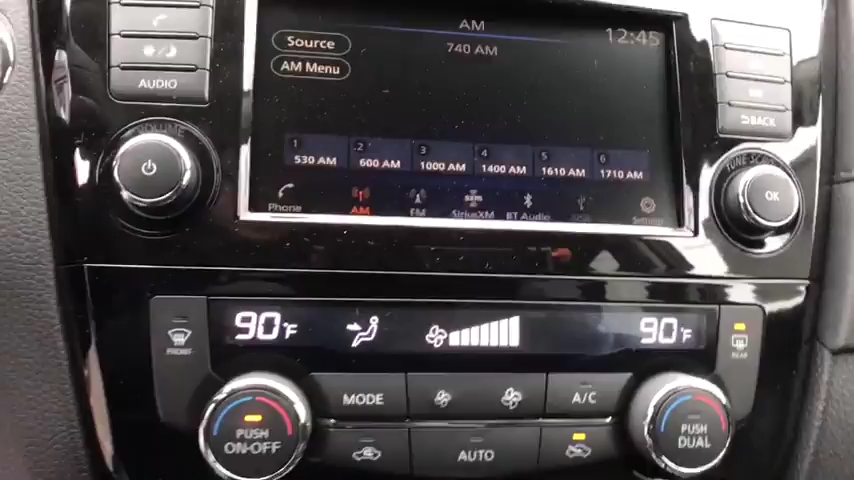 AM
12:45
Source
740 AM
AM Menu
AUDIO
BACK
VOLUME
TUNE SCROLL
OK
1 2 3 4 5 6
530 AM 600 AM 1000 AM 1400 AM 1610 AM 1710 AM
Phone AM FM SiriusXM BT Audio USB Settings
90°F 90°F
FRONT REAR
MODE A/C
PUSH ON·OFF
AUTO
PUSH DUAL